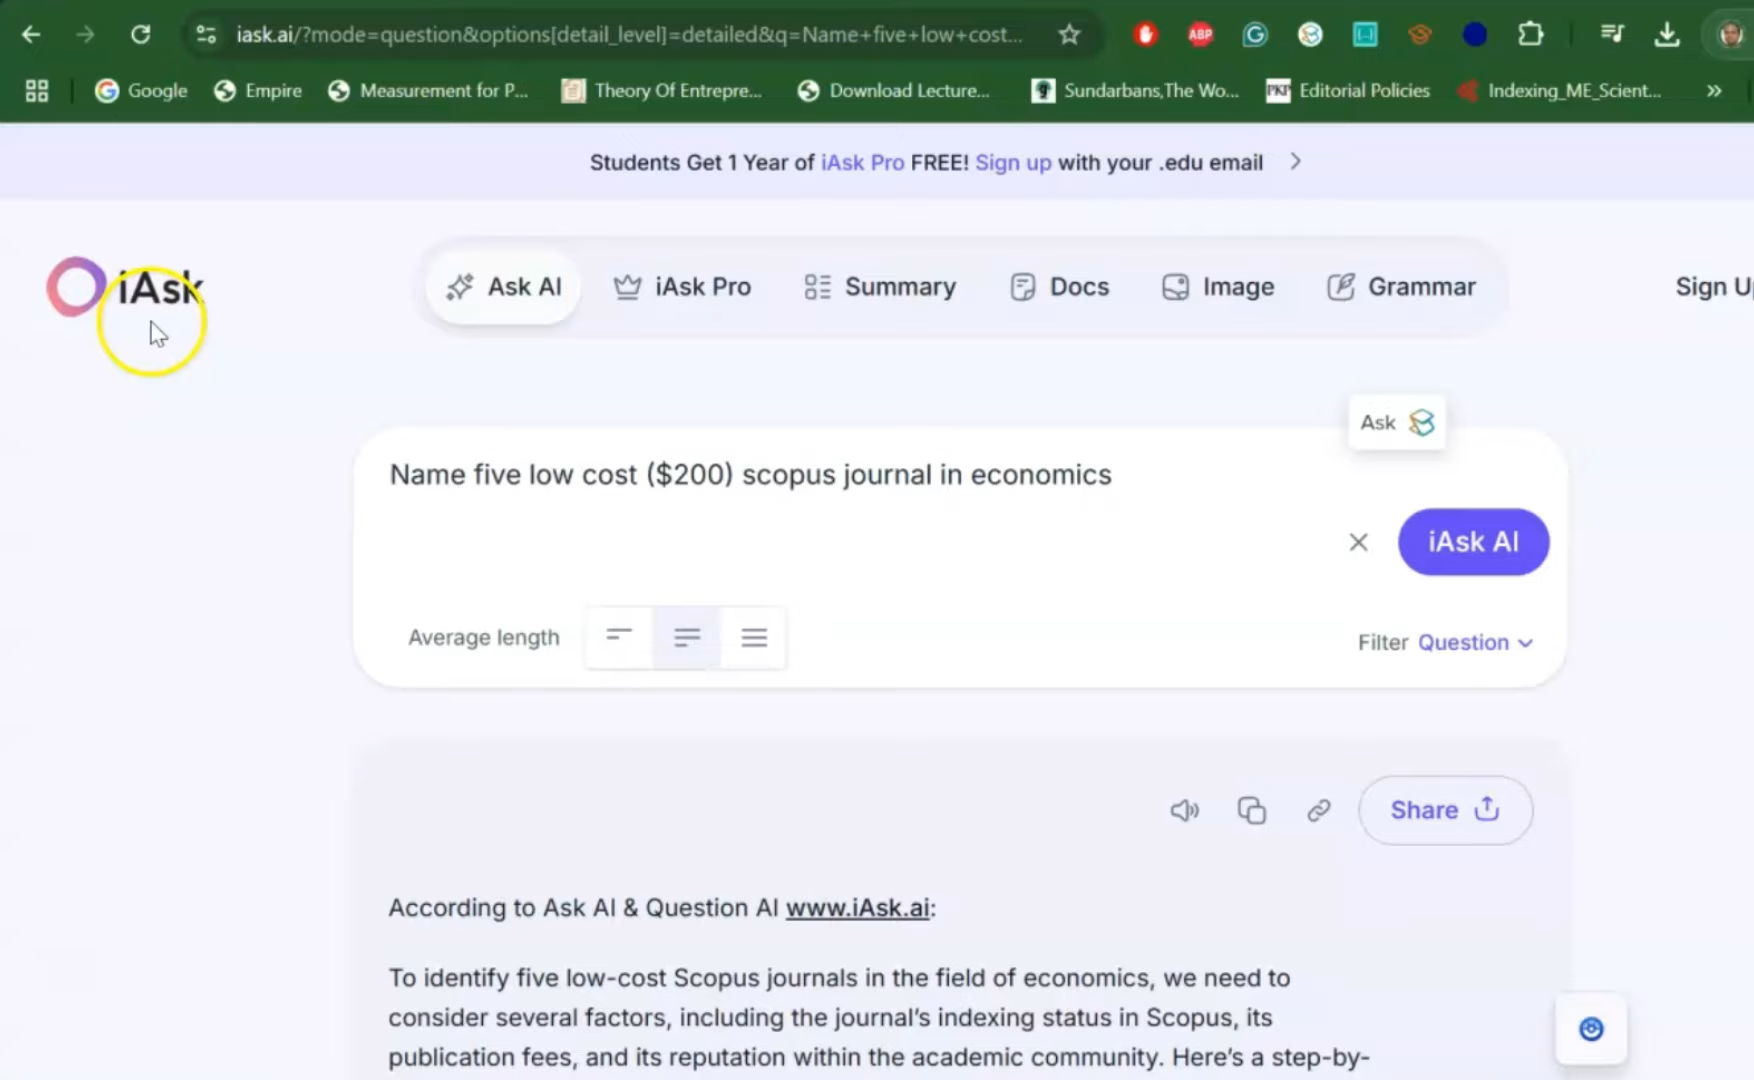 iask.ai/?mode=question&options[detail_level]=detailed&q=Name+five+low+cost...
ABP
Google
Empire
Measurement for P...
Theory Of Entrepre...
Download Lecture...
Sundarbans,The Wo...
PKP
Editorial Policies
Indexing_ME_Scient...
Students Get 1 Year of iAsk Pro FREE! Sign up with your .edu email
iAsk
Ask AI
iAsk Pro
Summary
Docs
Image
Grammar
Sign U
Ask
Name five low cost ($200) scopus journal in economics
iAsk AI
Average length
Filter Question
Share
According to Ask AI & Question AI www.iAsk.ai:
To identify five low-cost Scopus journals in the field of economics, we need to
consider several factors, including the journal's indexing status in Scopus, its
publication fees, and its reputation within the academic community. Here's a step-by-